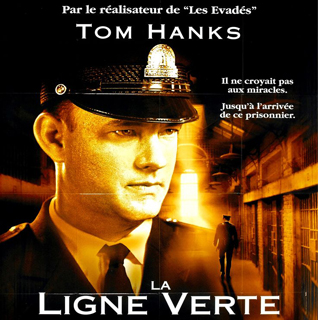 Par le réalisateur de “Les Evadés”
TOM HANKS
Il ne croyait pas
aux miracles.
Jusqu'à l'arrivée
de ce prisonnier.
LA
LIGNE VERTE